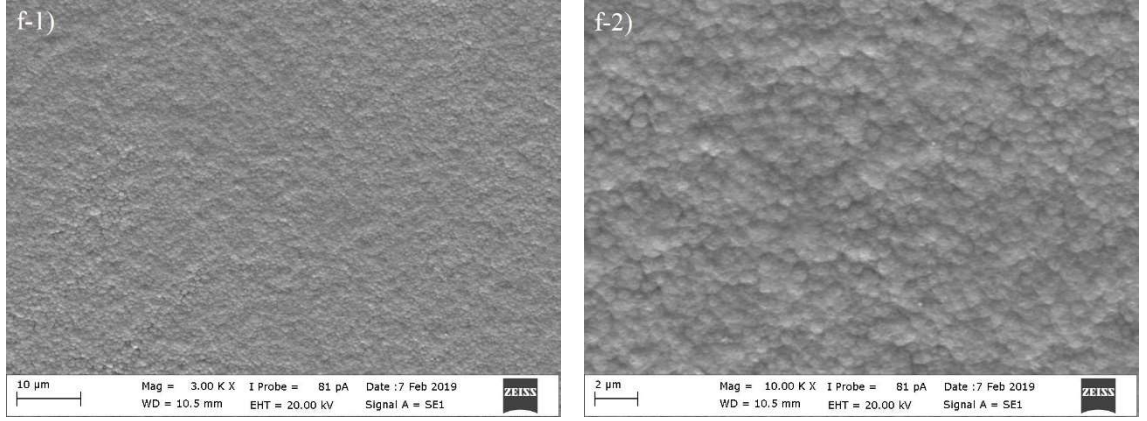 f-1)
10 µm
Mag = 3.00 K X I Probe = 81 pA Date :7 Feb 2019
WD = 10.5 mm EHT = 20.00 kV Signal A = SE1
ZEISS
f-2)
2 µm
Mag = 10.00 K X I Probe = 81 pA Date :7 Feb 2019
WD = 10.5 mm EHT = 20.00 kV Signal A = SE1
ZEISS